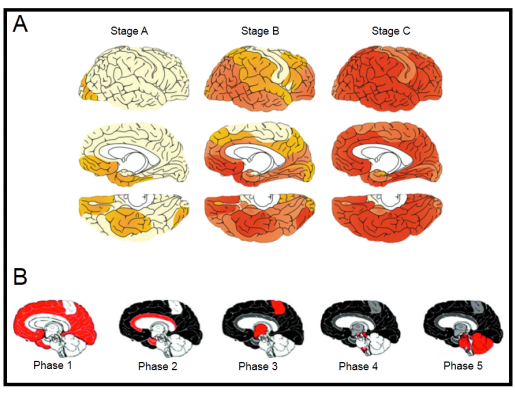 A
Stage A
Stage B
Stage C
B
Phase 1
Phase 2
Phase 3
Phase 4
Phase 5